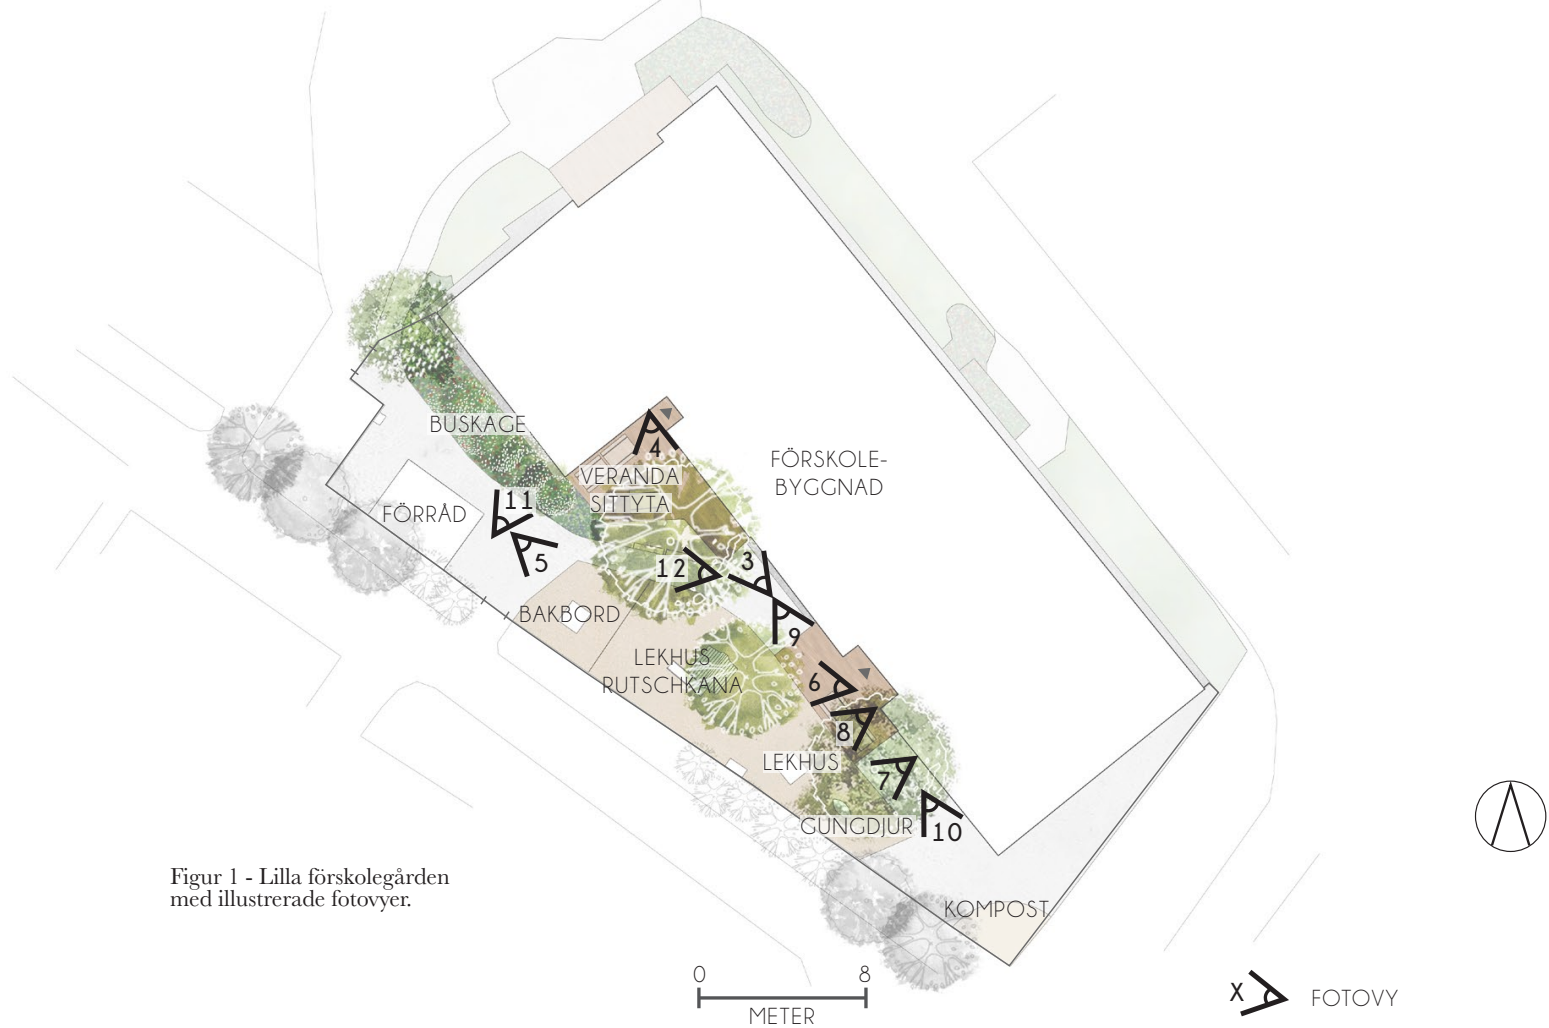 BUSKAGE
4
VERANDA
SITTYTA
FÖRSKOLE-
BYGGNAD
FÖRRÅD
11
5
12
3
9
BAKBORD
LEKHUS
RUTSCHKANA
6
8
LEKHUS
7
GUNGDJUR
10
KOMPOST
Figur 1 - Lilla förskolegården
med illustrerade fotovyer.
0 8
METER
X FOTOVY